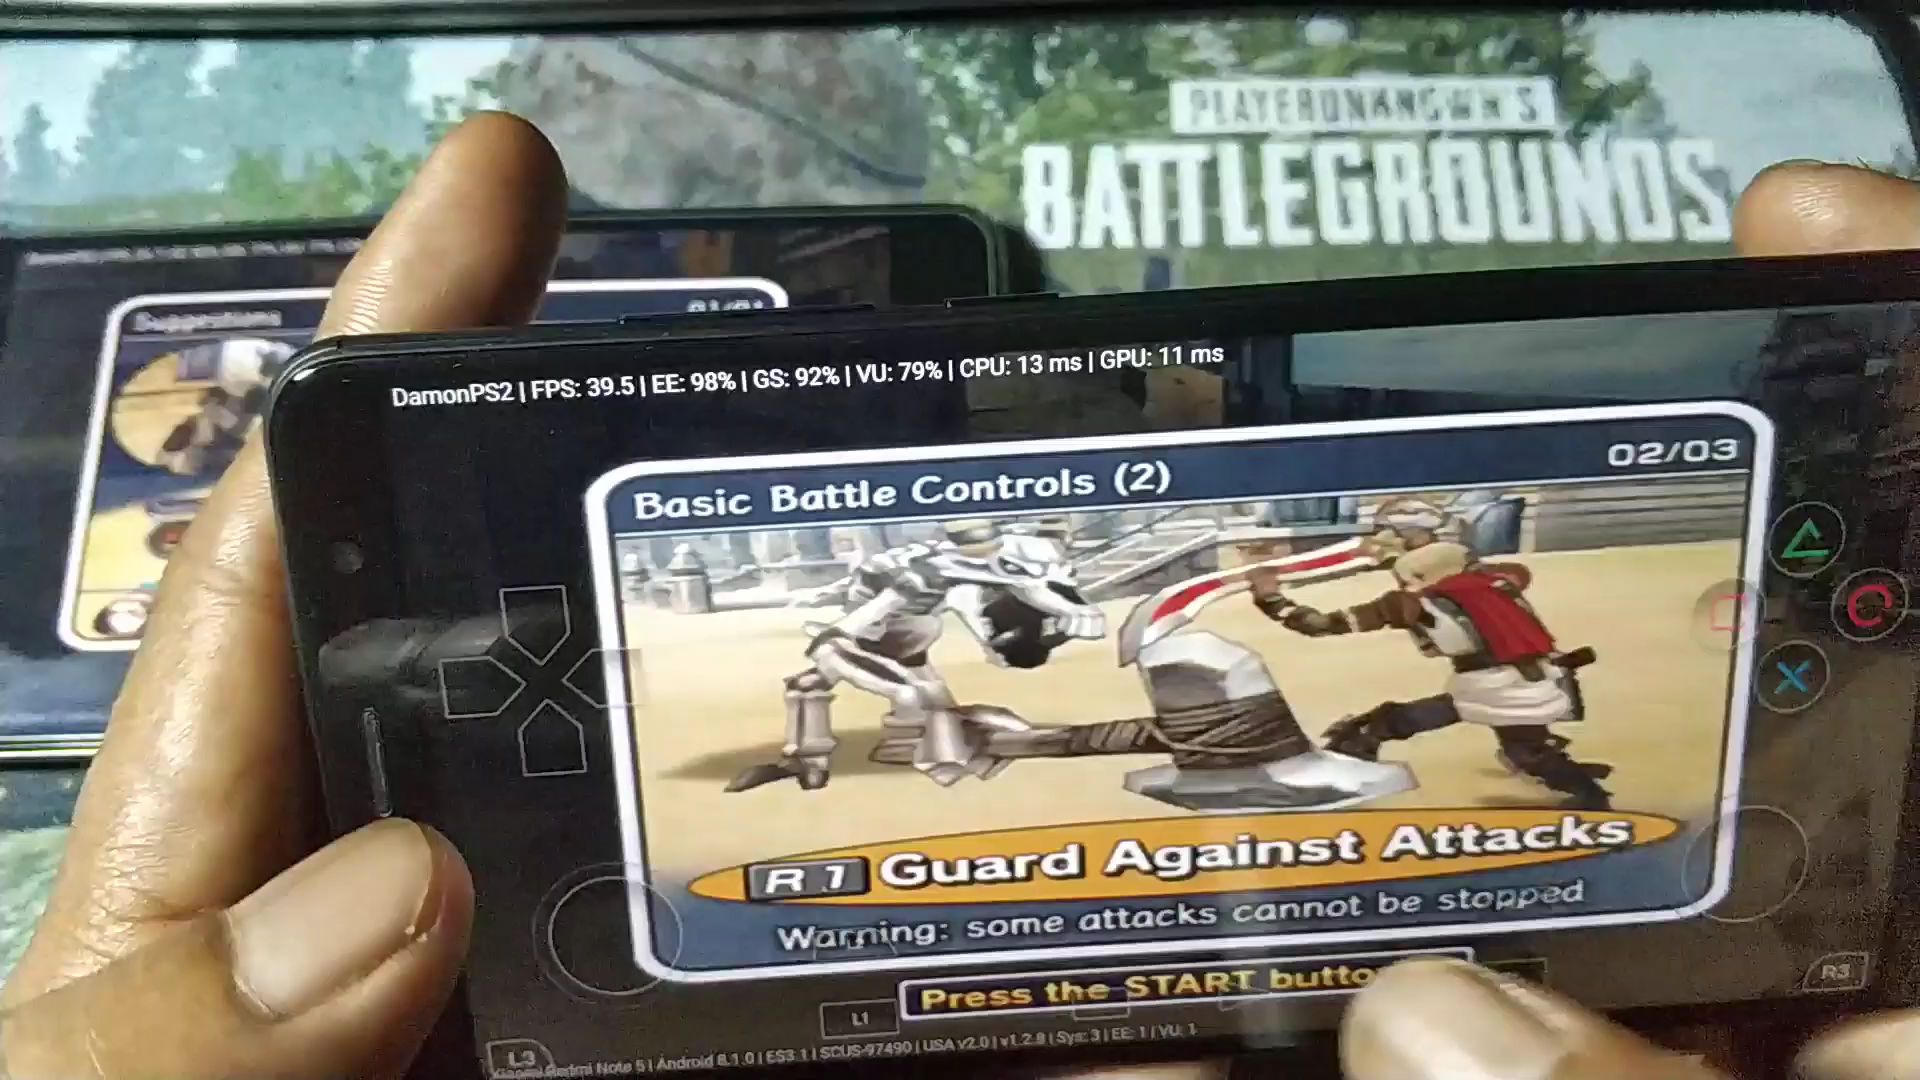 PLAYERUNKNOWN'S
BATTLEGROUNDS
Suggestions
DamonPS2 | FPS: 39.5 | EE: 98% | GS: 92% | VU: 79% | CPU: 13 ms | GPU: 11 ms
Basic Battle Controls (2)
02/03
R1 Guard Against Attacks
Warning: some attacks cannot be stopped
Press the START butto
L1
R3
L3
Xiaomi Redmi Note 5 | Android 8.1.0 | ES3.1 | SCUS-97490 | USA v2.0 | v1.2.9 | Sys: 3 | EE: 1 | VU: 1